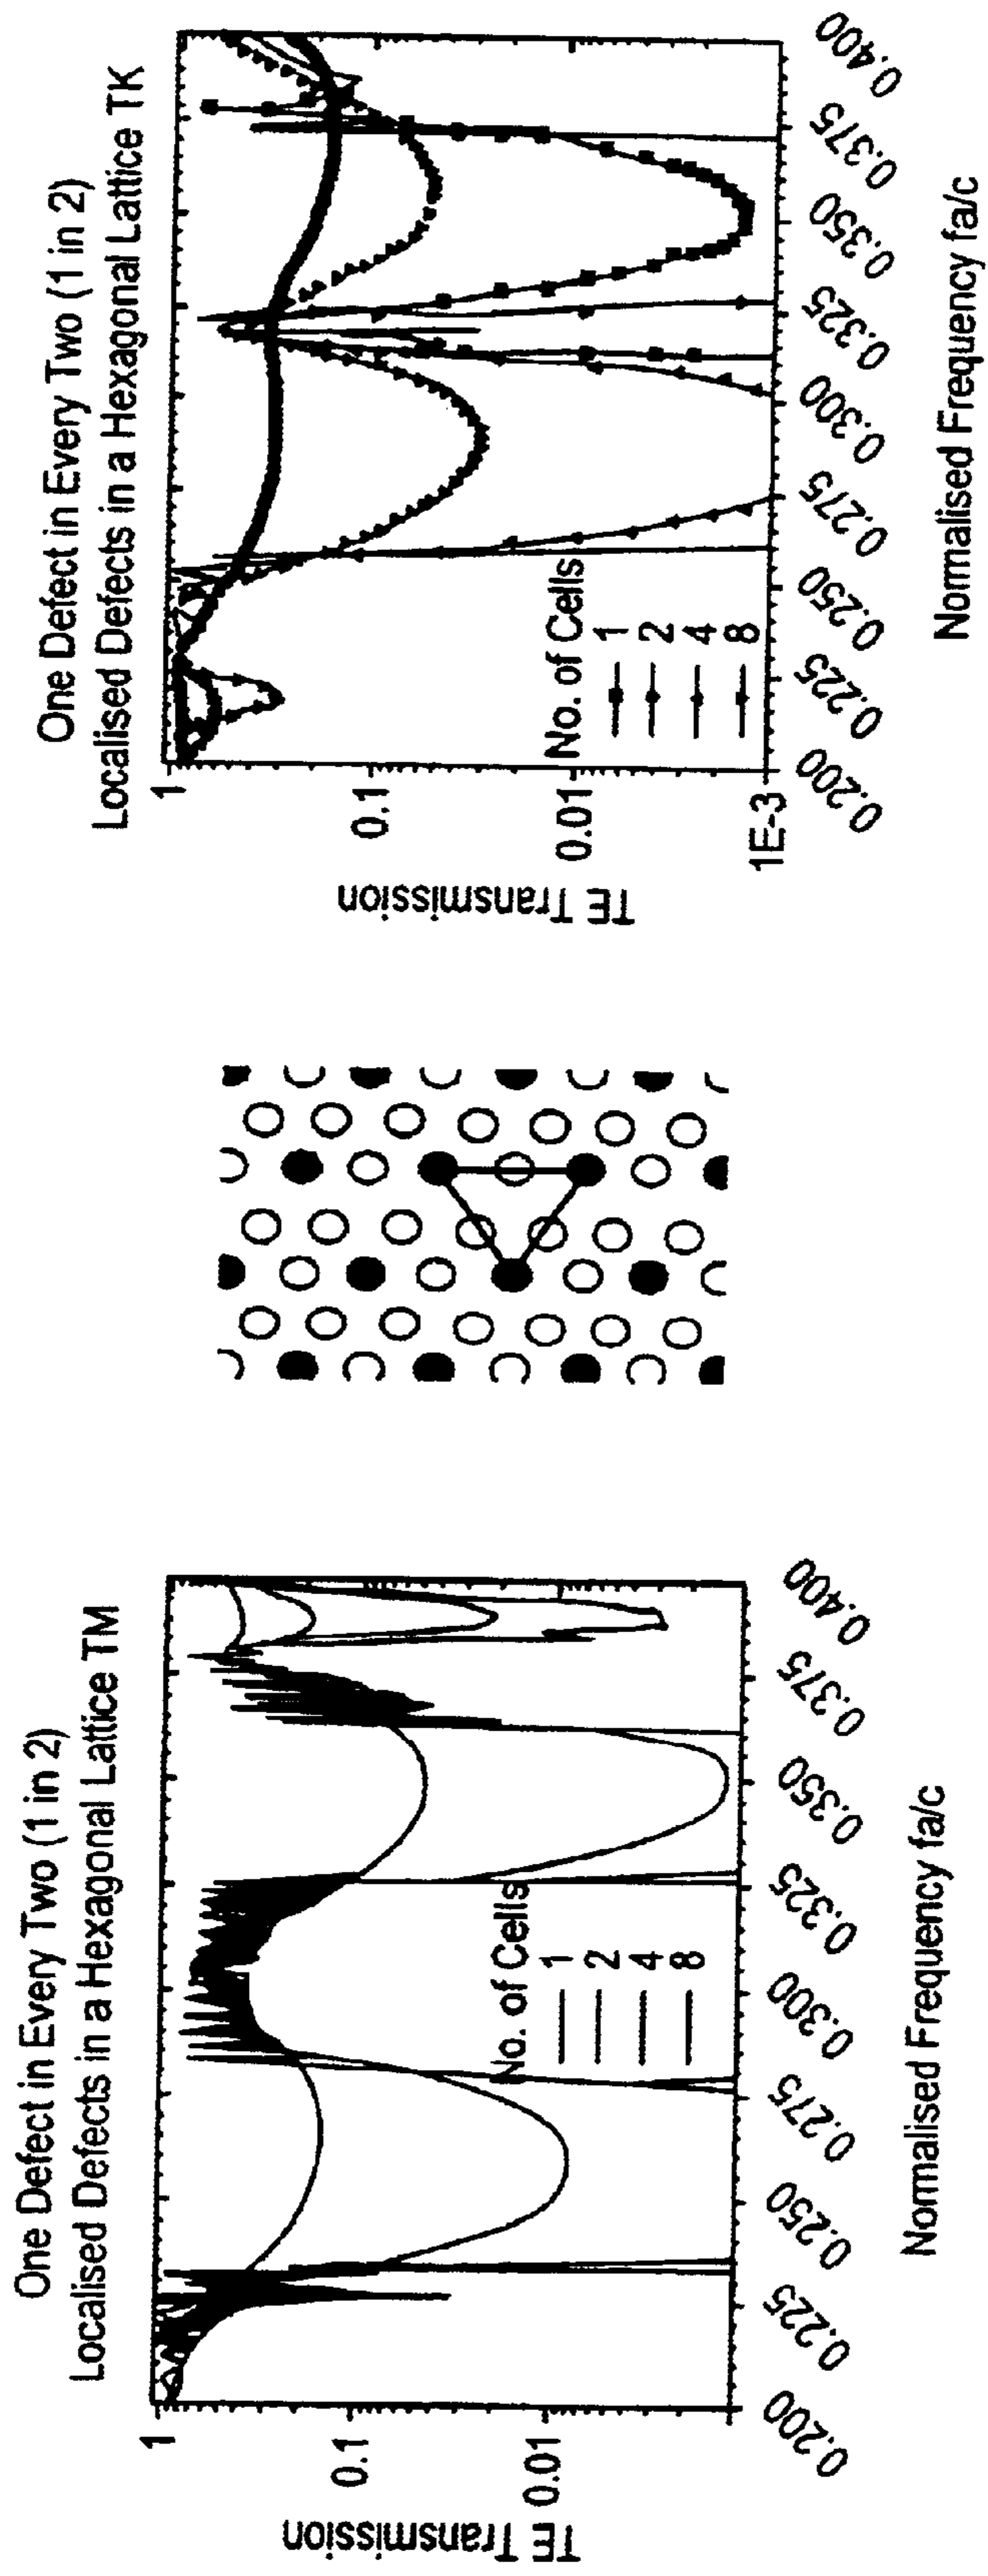 One Defect in Every Two (1 in 2)
Localised Defects in a Hexagonal Lattice TM
TE Transmission
1
0.1
0.01
No. of Cells
1
2
4
8
0.200
0.225
0.250
0.275
0.300
0.325
0.350
0.375
0.400
Normalised Frequency fa/c
One Defect in Every Two (1 in 2)
Localised Defects in a Hexagonal Lattice TK
TE Transmission
1
0.1
0.01
1E-3
No. of Cells
1
2
4
8
0.200
0.225
0.250
0.275
0.300
0.325
0.350
0.375
0.400
Normalised Frequency fa/c